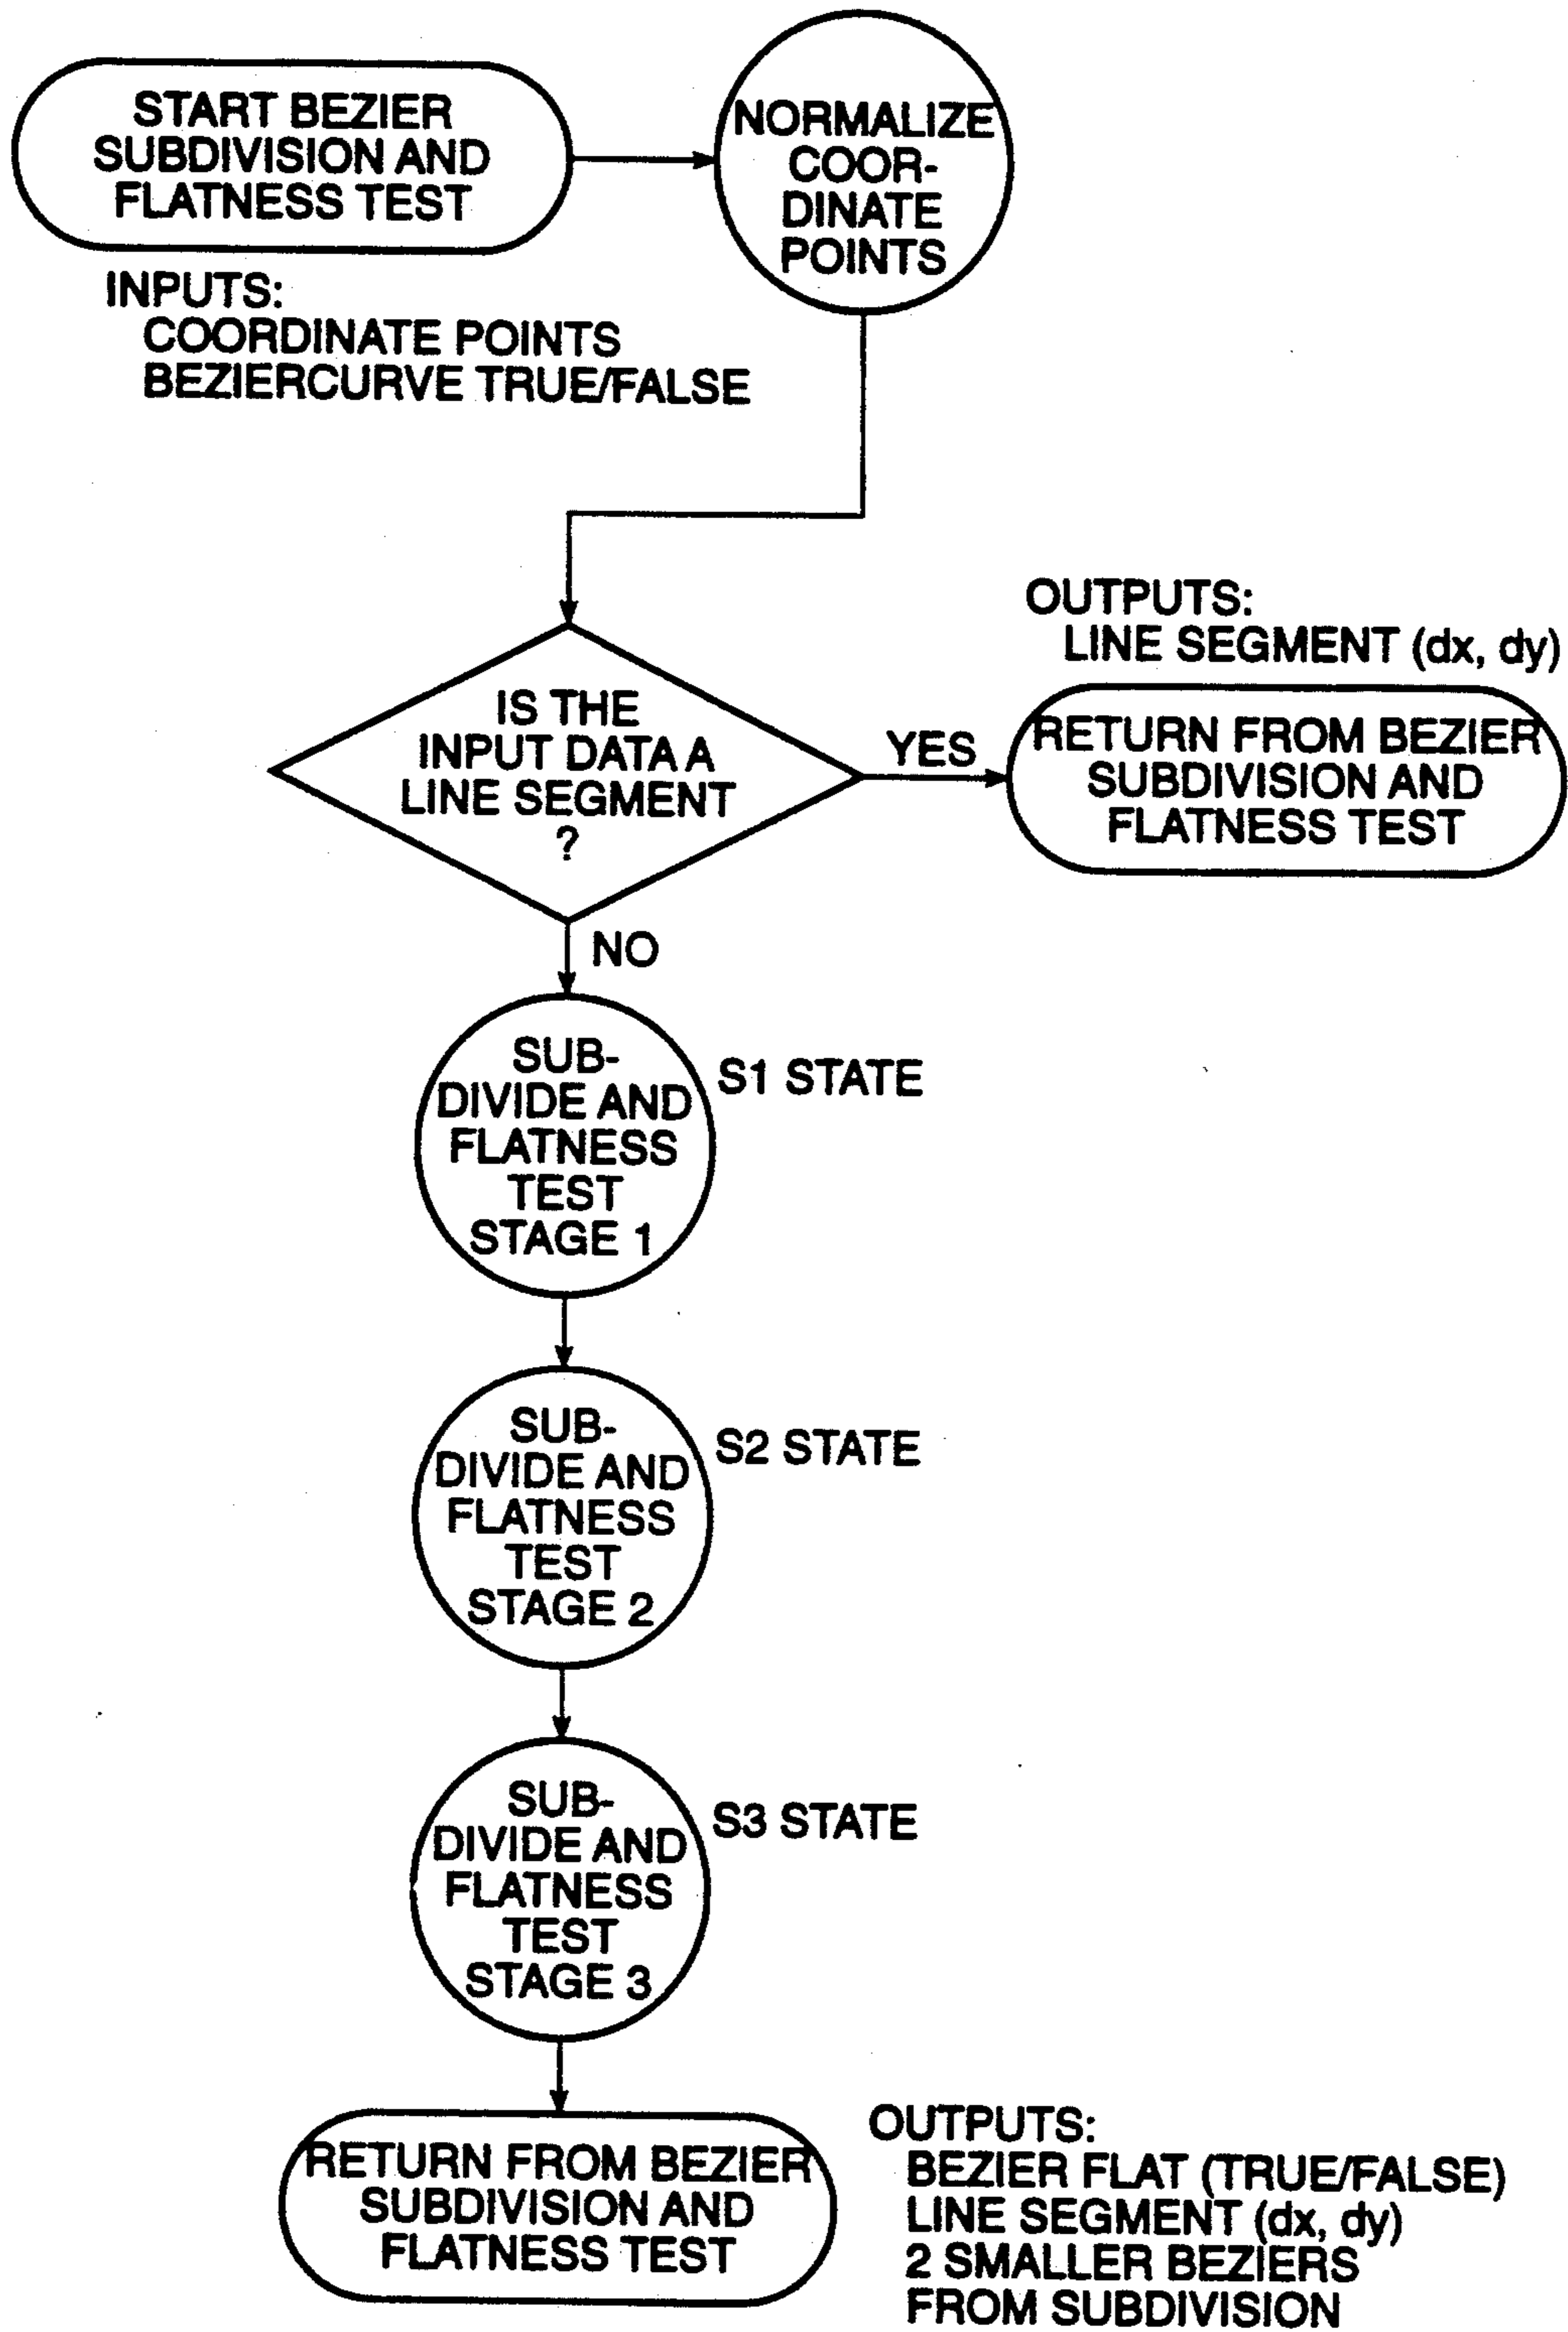 START BEZIER
SUBDIVISION AND
FLATNESS TEST
INPUTS:
COORDINATE POINTS
BEZIERCURVE TRUE/FALSE
NORMALIZE
COOR-
DINATE
POINTS
IS THE
INPUT DATA A
LINE SEGMENT
?
YES
OUTPUTS:
LINE SEGMENT (dx, dy)
RETURN FROM BEZIER
SUBDIVISION AND
FLATNESS TEST
NO
SUB-
DIVIDE AND
FLATNESS
TEST
STAGE 1
S1 STATE
SUB-
DIVIDE AND
FLATNESS
TEST
STAGE 2
S2 STATE
SUB-
DIVIDE AND
FLATNESS
TEST
STAGE 3
S3 STATE
RETURN FROM BEZIER
SUBDIVISION AND
FLATNESS TEST
OUTPUTS:
BEZIER FLAT (TRUE/FALSE)
LINE SEGMENT (dx, dy)
2 SMALLER BEZIERS
FROM SUBDIVISION